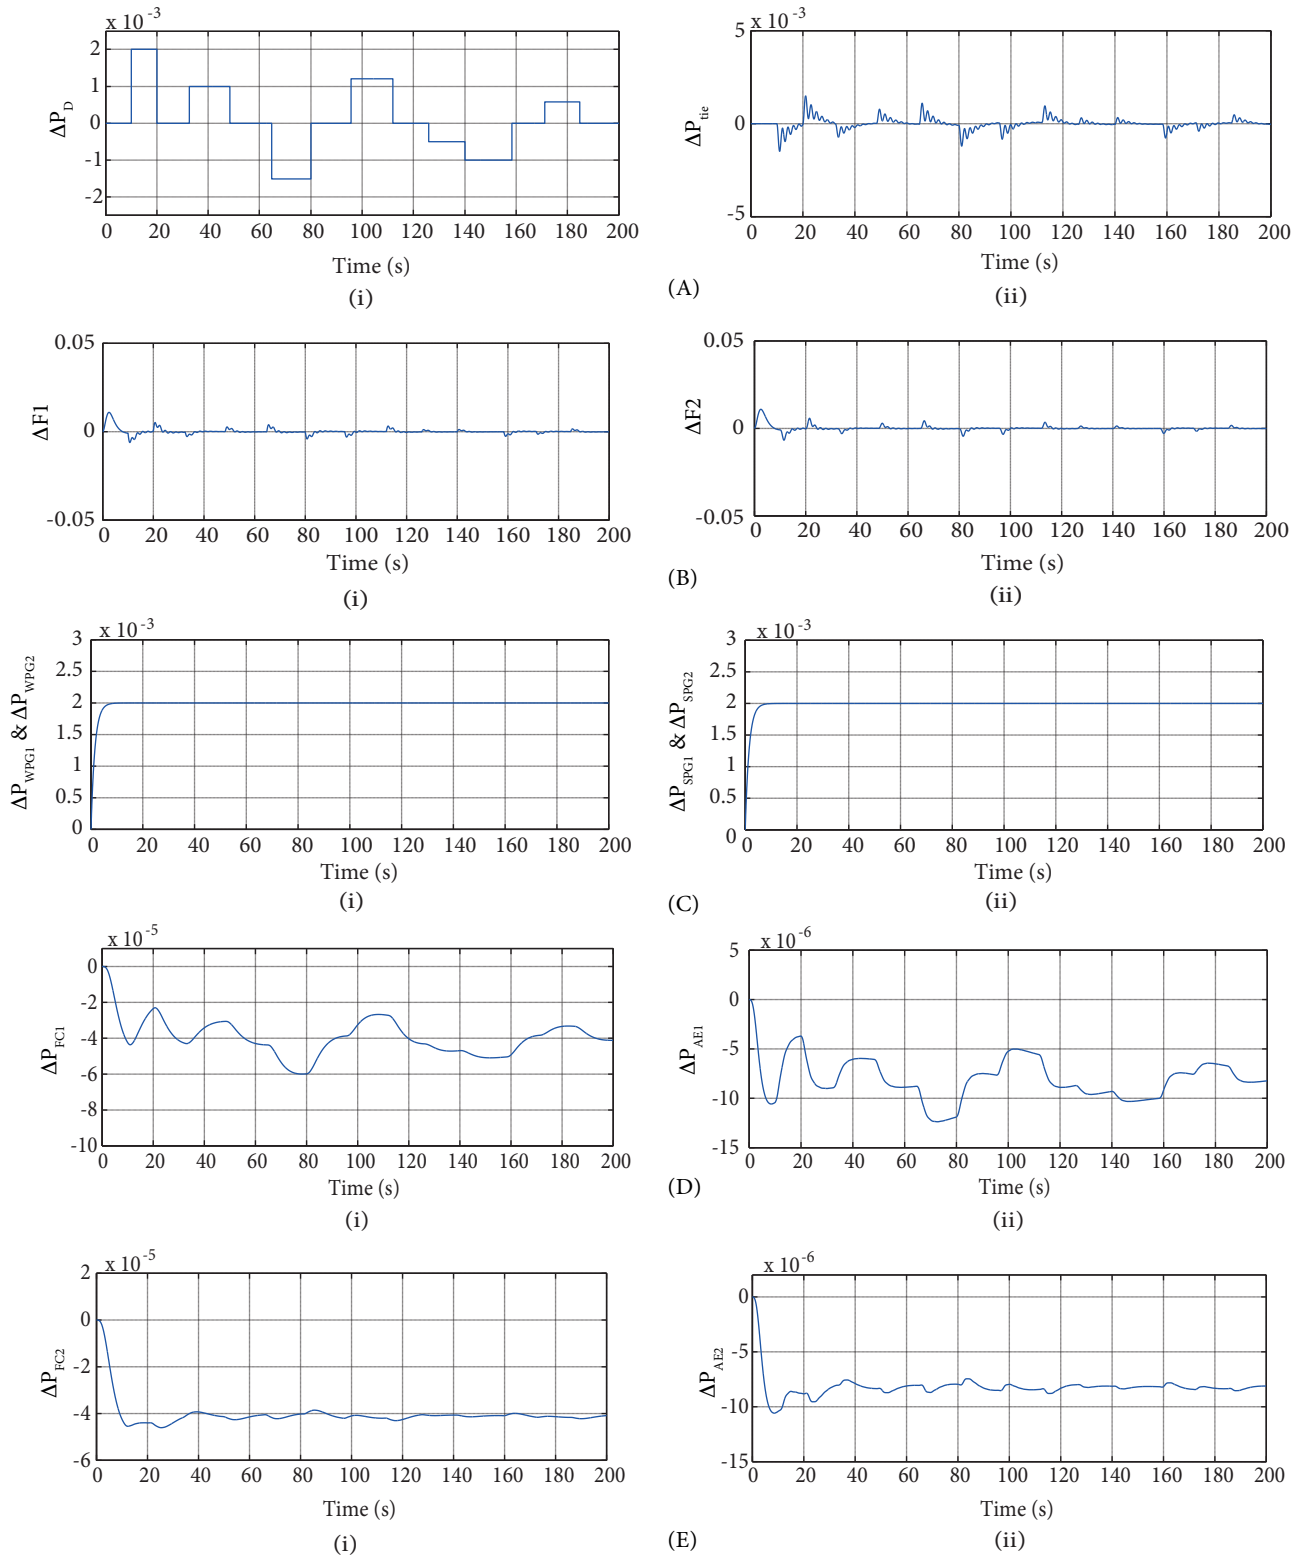 x 10⁻³
2
1
0
-1
-2
ΔP_D
0 20 40 60 80 100 120 140 160 180 200
Time (s)
(i)
x 10⁻³
5
0
-5
ΔP_tie
0 20 40 60 80 100 120 140 160 180 200
Time (s)
(ii)
(A)
0.05
0
-0.05
ΔF1
0 20 40 60 80 100 120 140 160 180 200
Time (s)
(i)
0.05
0
-0.05
ΔF2
0 20 40 60 80 100 120 140 160 180 200
Time (s)
(ii)
(B)
x 10⁻³
3
2.5
2
1.5
1
0.5
0
ΔP_WPG1 & ΔP_WPG2
0 20 40 60 80 100 120 140 160 180 200
Time (s)
(i)
x 10⁻³
3
2.5
2
1.5
1
0.5
0
ΔP_SPG1 & ΔP_SPG2
0 20 40 60 80 100 120 140 160 180 200
Time (s)
(ii)
(C)
x 10⁻⁵
0
-2
-4
-6
-8
-10
ΔP_FC1
0 20 40 60 80 100 120 140 160 180 200
Time (s)
(i)
x 10⁻⁶
5
0
-5
-10
-15
ΔP_AE1
0 20 40 60 80 100 120 140 160 180 200
Time (s)
(ii)
(D)
x 10⁻⁵
2
0
-2
-4
-6
ΔP_FC2
0 20 40 60 80 100 120 140 160 180 200
Time (s)
(i)
x 10⁻⁶
0
-5
-10
-15
ΔP_AE2
0 20 40 60 80 100 120 140 160 180 200
Time (s)
(ii)
(E)